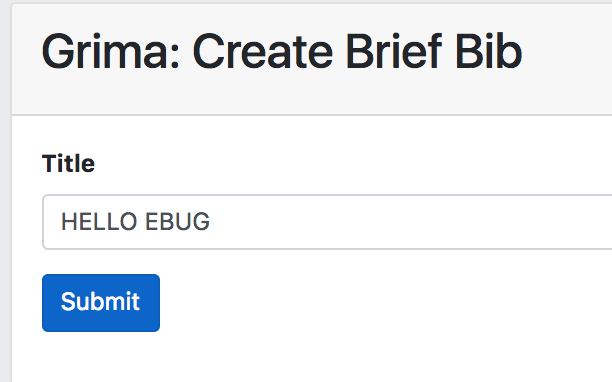 Grima: Create Brief Bib
Title
HELLO EBUG
Submit